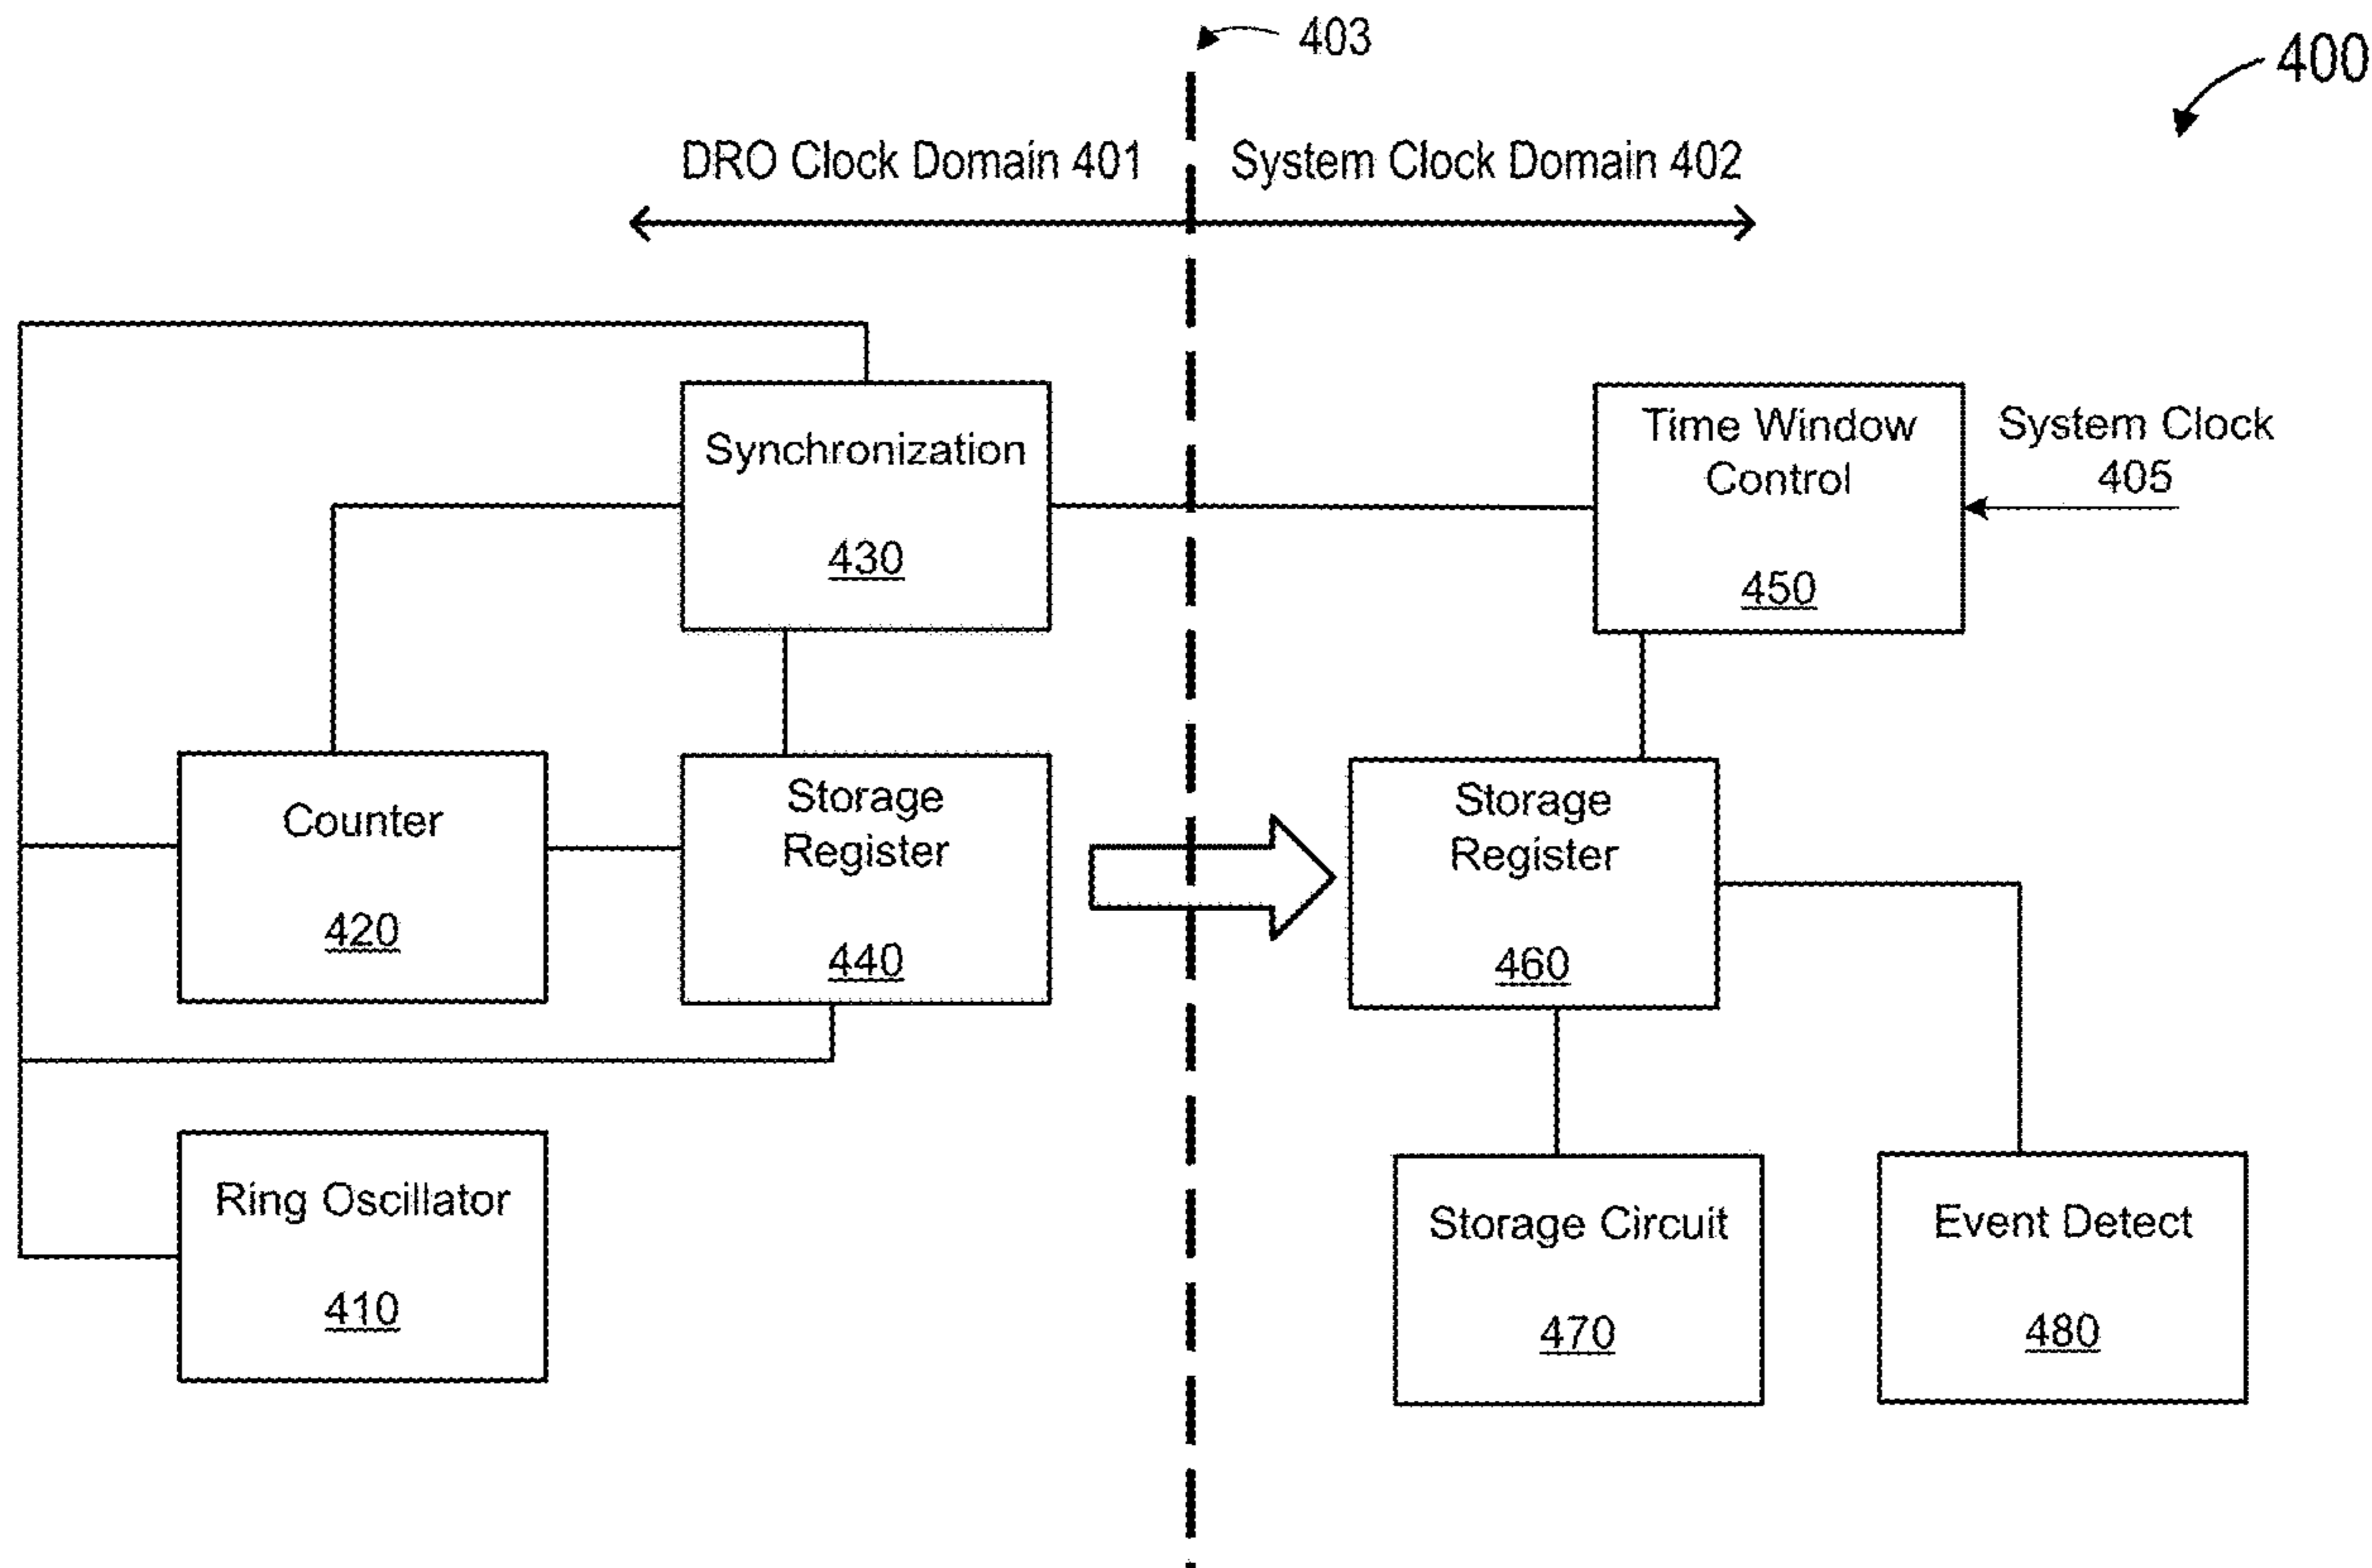 403
400
DRO Clock Domain 401
System Clock Domain 402
Synchronization
430
Time Window
Control
450
System Clock
405
Counter
420
Storage
Register
440
Storage
Register
460
Ring Oscillator
410
Storage Circuit
470
Event Detect
480